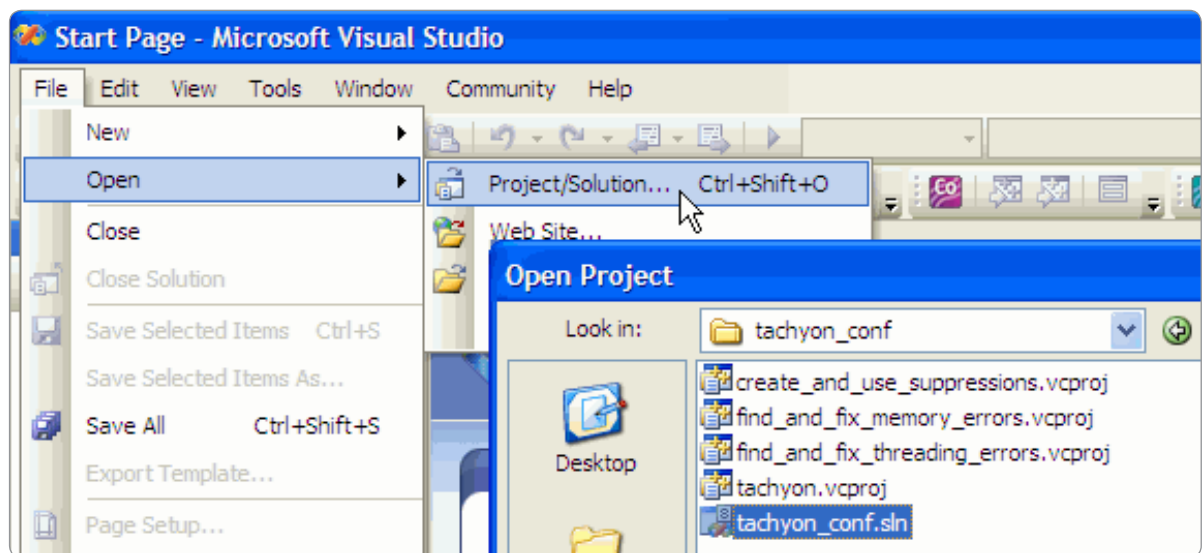 Start Page - Microsoft Visual Studio
File Edit View Tools Window Community Help
New
Open
Project/Solution... Ctrl+Shift+O
Close
Web Site...
Close Solution
Save Selected Items Ctrl+S
Save Selected Items As...
Save All Ctrl+Shift+S
Export Template...
Page Setup...
Open Project
Look in: tachyon_conf
create_and_use_suppressions.vcproj
find_and_fix_memory_errors.vcproj
find_and_fix_threading_errors.vcproj
tachyon.vcproj
tachyon_conf.sln
Desktop